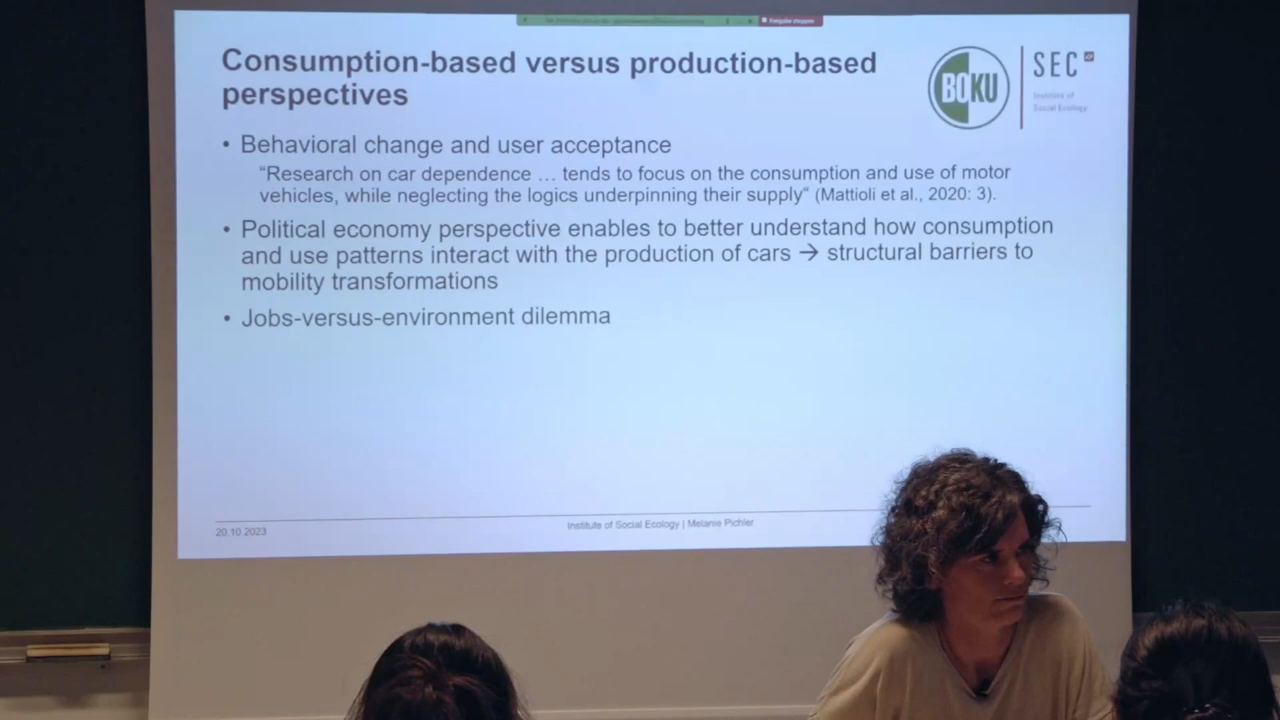 Consumption-based versus production-based
perspectives
BOKU
SEC
Institute of
Social Ecology
• Behavioral change and user acceptance
“Research on car dependence … tends to focus on the consumption and use of motor
vehicles, while neglecting the logics underpinning their supply“ (Mattioli et al., 2020: 3).
• Political economy perspective enables to better understand how consumption
and use patterns interact with the production of cars → structural barriers to
mobility transformations
• Jobs-versus-environment dilemma
20.10.2023
Institute of Social Ecology | Melanie Pichler